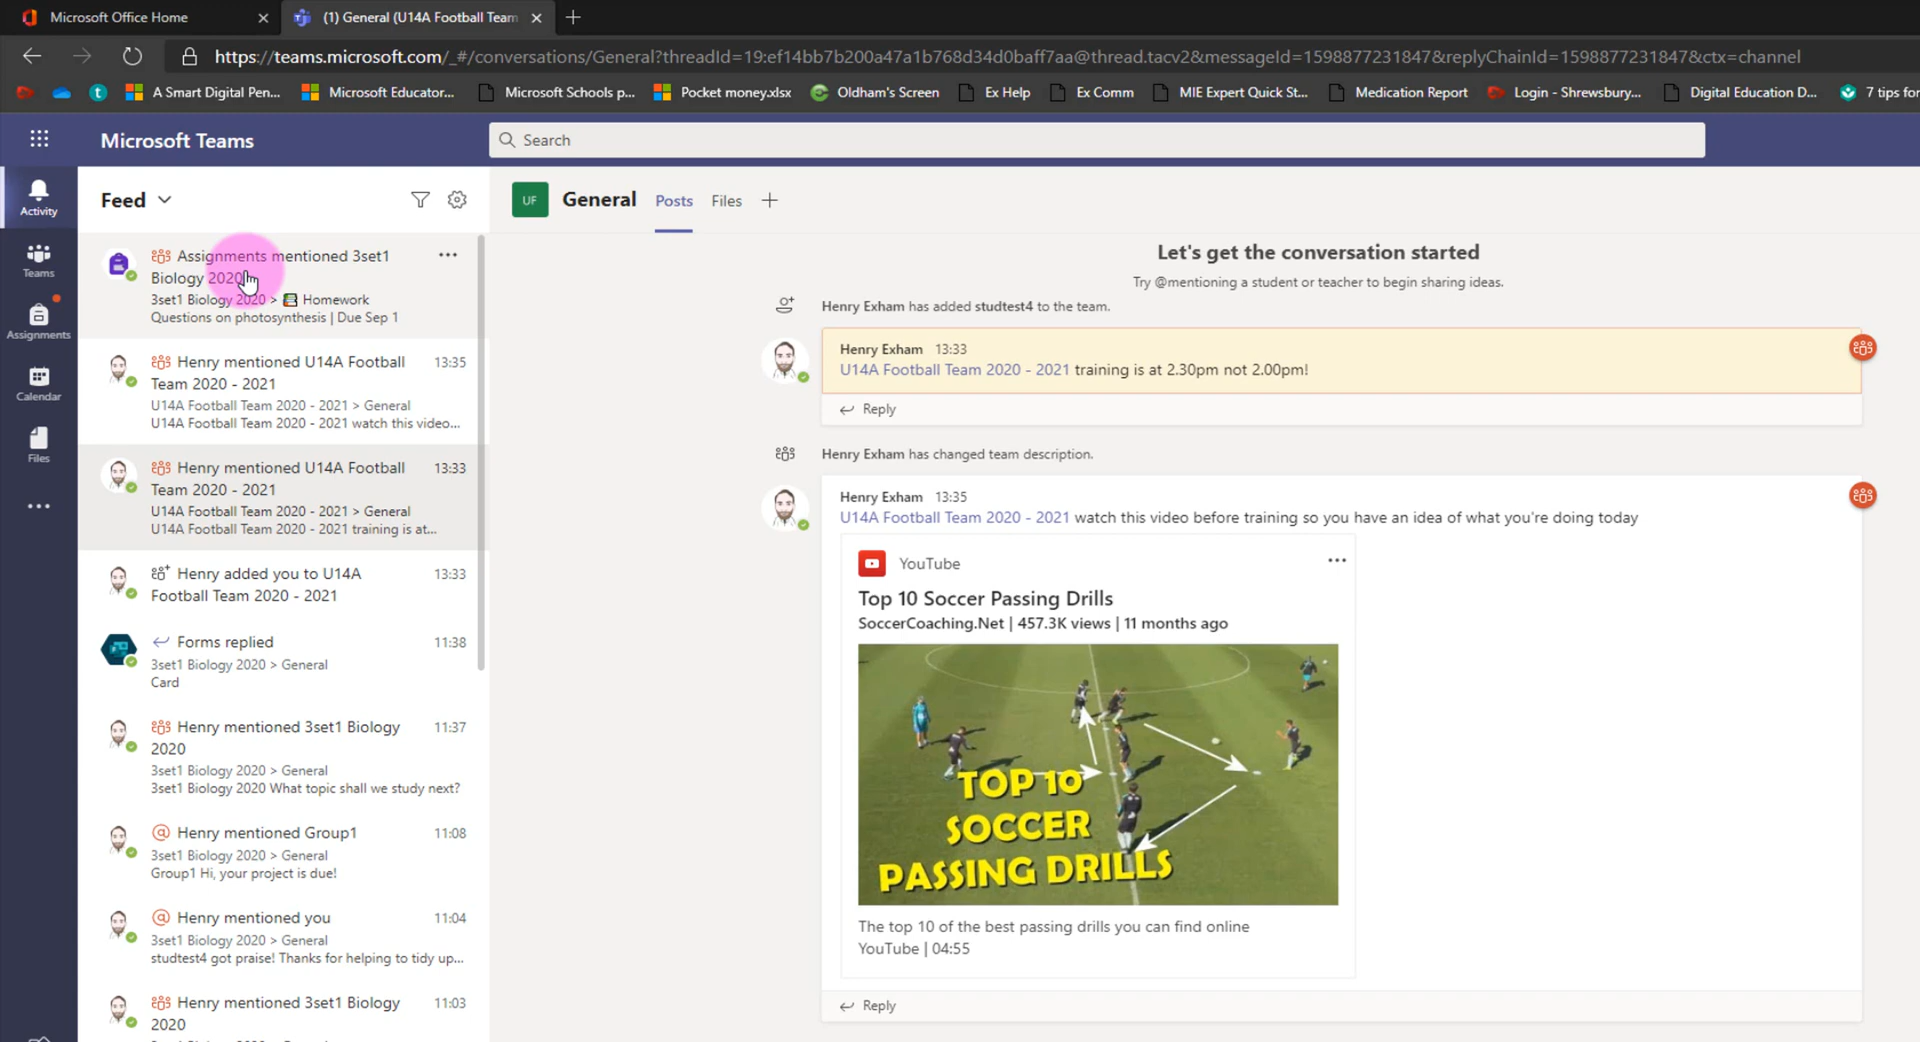 Microsoft Office Home
(1) General (U14A Football Team
https://teams.microsoft.com/_#/conversations/General?threadId=19:ef14bb7b200a47a1b768d34d0baff7aa@thread.tacv2&messageId=1598877231847&replyChainId=1598877231847&ctx=channel
A Smart Digital Pen...
Microsoft Educator...
Microsoft Schools p...
Pocket money.xlsx
Oldham's Screen
Ex Help
Ex Comm
MIE Expert Quick St...
Medication Report
Login - Shrewsbury...
Digital Education D...
7 tips for
Microsoft Teams
Search
Activity
Teams
Assignments
Calendar
Files
Feed
Assignments mentioned 3set1
Biology 2020
3set1 Biology 2020 > Homework
Questions on photosynthesis | Due Sep 1
Henry mentioned U14A Football 13:35
Team 2020 - 2021
U14A Football Team 2020 - 2021 > General
U14A Football Team 2020 - 2021 watch this video...
Henry mentioned U14A Football 13:33
Team 2020 - 2021
U14A Football Team 2020 - 2021 > General
U14A Football Team 2020 - 2021 training is at...
Henry added you to U14A 13:33
Football Team 2020 - 2021
Forms replied 11:38
3set1 Biology 2020 > General
Card
Henry mentioned 3set1 Biology 11:37
2020
3set1 Biology 2020 > General
3set1 Biology 2020 What topic shall we study next?
Henry mentioned Group1 11:08
3set1 Biology 2020 > General
Group1 Hi, your project is due!
Henry mentioned you 11:04
3set1 Biology 2020 > General
studtest4 got praise! Thanks for helping to tidy up...
Henry mentioned 3set1 Biology 11:03
2020
UF General Posts Files
Let's get the conversation started
Try @mentioning a student or teacher to begin sharing ideas.
Henry Exham has added studtest4 to the team.
Henry Exham 13:33
U14A Football Team 2020 - 2021 training is at 2.30pm not 2.00pm!
Reply
Henry Exham has changed team description.
Henry Exham 13:35
U14A Football Team 2020 - 2021 watch this video before training so you have an idea of what you're doing today
YouTube
Top 10 Soccer Passing Drills
SoccerCoaching.Net | 457.3K views | 11 months ago
TOP 10
SOCCER
PASSING DRILLS
The top 10 of the best passing drills you can find online
YouTube | 04:55
Reply